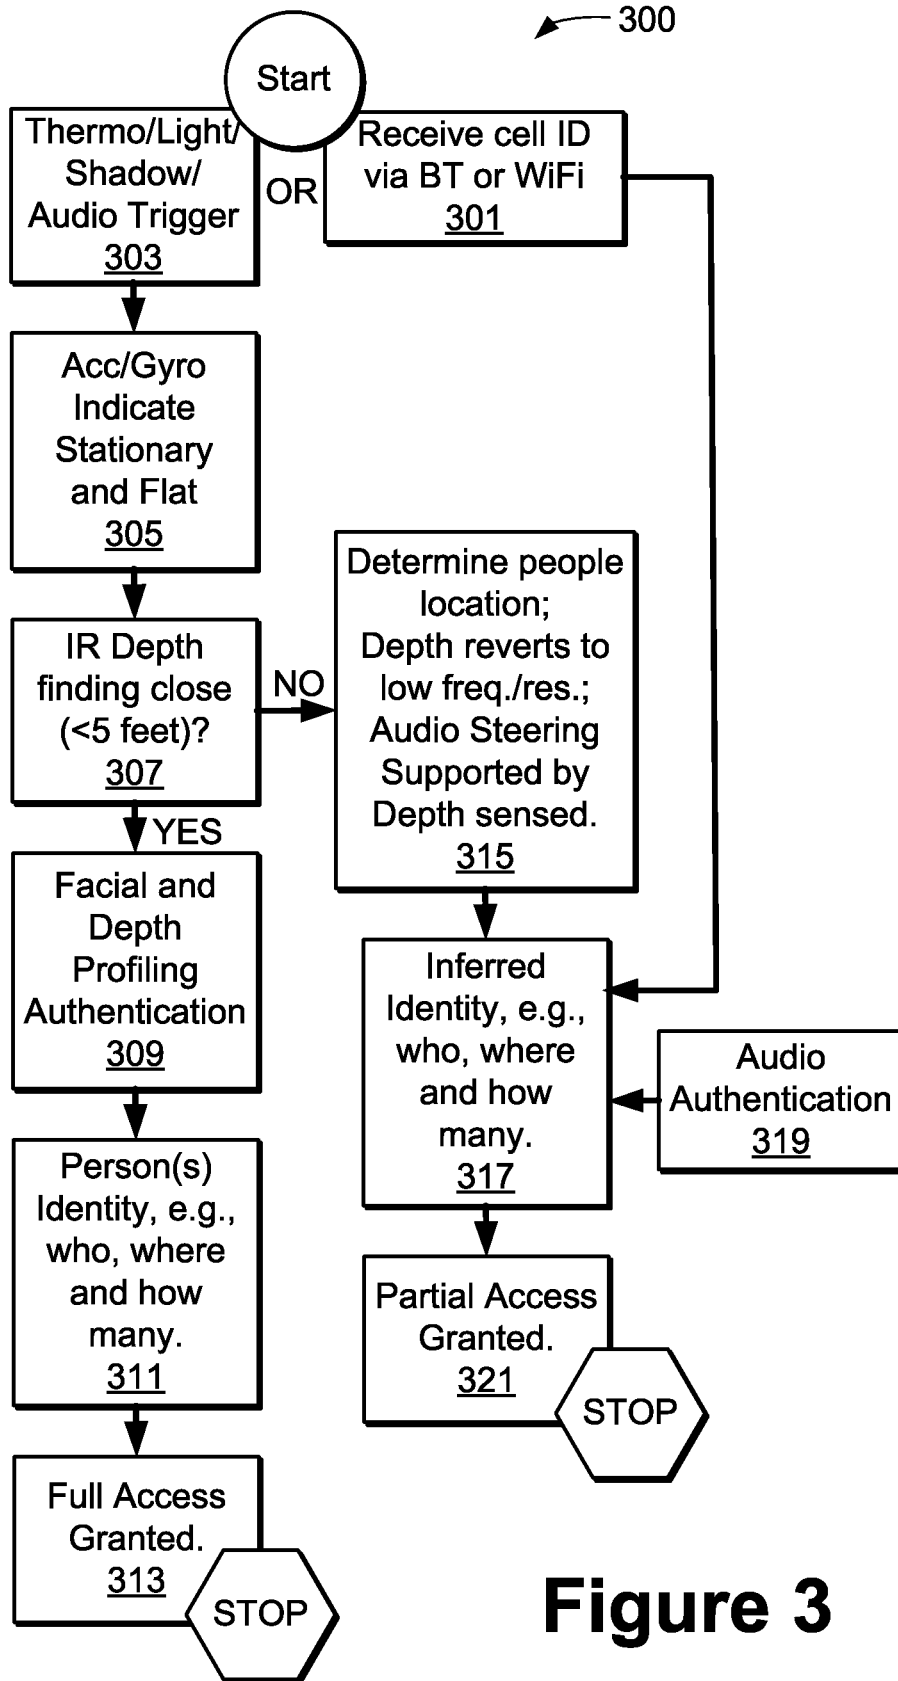 300
Start
Thermo/Light/
Shadow/
Audio Trigger
303
OR
Receive cell ID
via BT or WiFi
301
Acc/Gyro
Indicate
Stationary
and Flat
305
IR Depth
finding close
(<5 feet)?
307
NO
YES
Determine people
location;
Depth reverts to
low freq./res.;
Audio Steering
Supported by
Depth sensed.
315
Facial and
Depth
Profiling
Authentication
309
Inferred
Identity, e.g.,
who, where
and how
many.
317
Audio
Authentication
319
Person(s)
Identity, e.g.,
who, where
and how
many.
311
Partial Access
Granted.
321
STOP
Full Access
Granted.
313
STOP
Figure 3